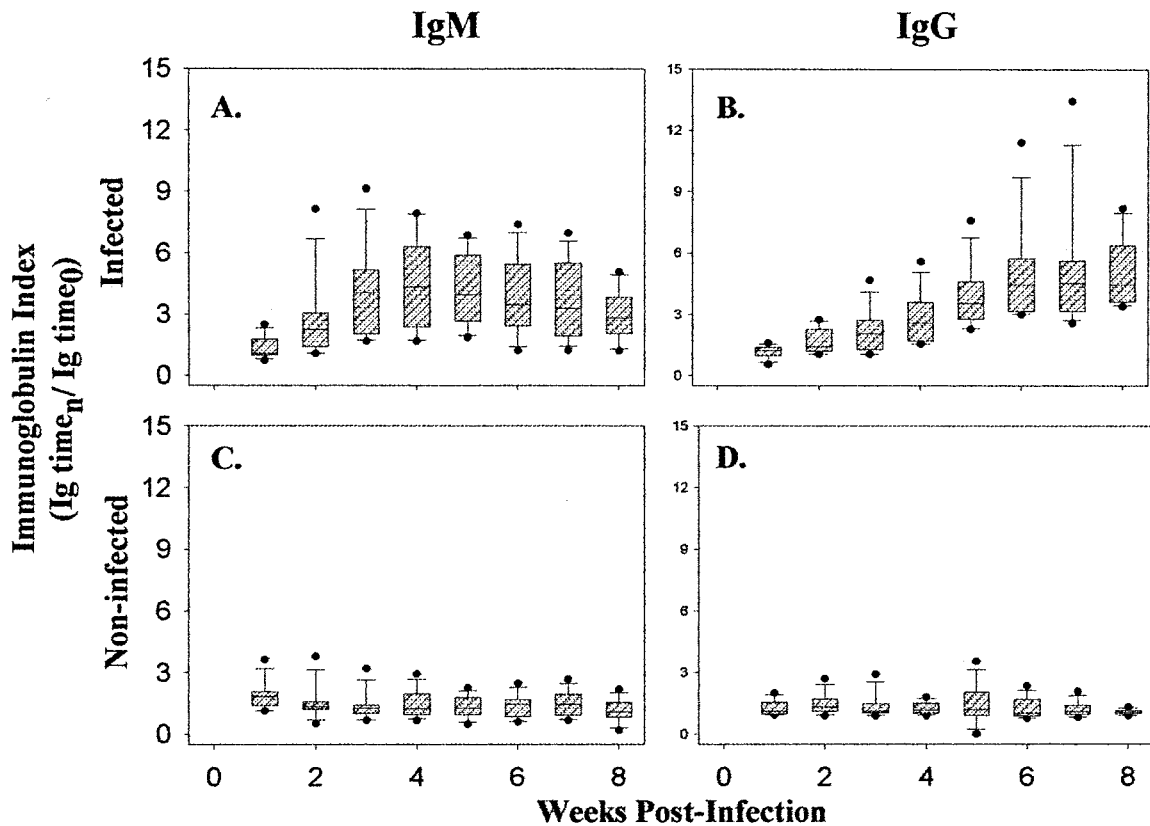 IgM
IgG
Immunoglobulin Index
(Ig timeₙ/ Ig time₀)
Infected
15
12
9
6
3
0
A.
15
12
9
6
3
0
B.
Non-infected
15
12
9
6
3
0
C.
15
12
9
6
3
0
D.
0 2 4 6 8
0 2 4 6 8
Weeks Post-Infection